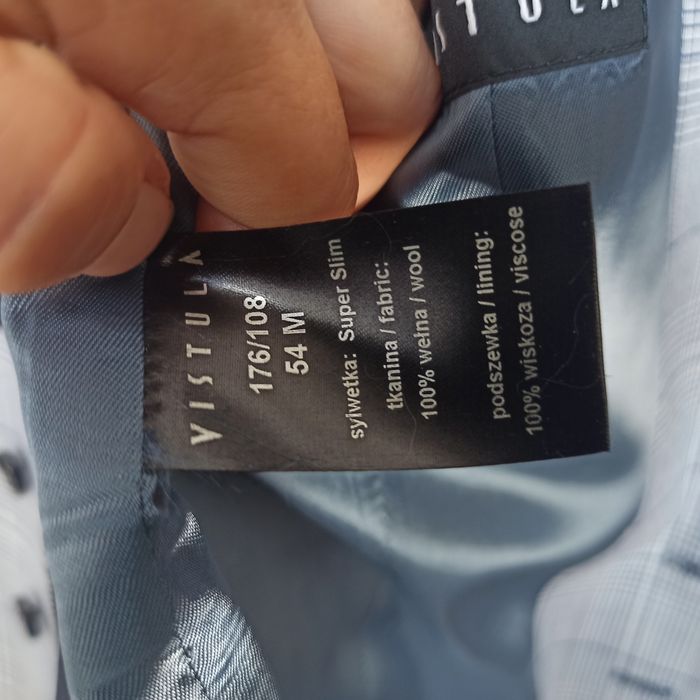 VISTULA
176/108
54 M
sylwetka: Super Slim
tkanina / fabric:
100% wełna / wool
podszewka / lining:
100% wiskoza / viscose